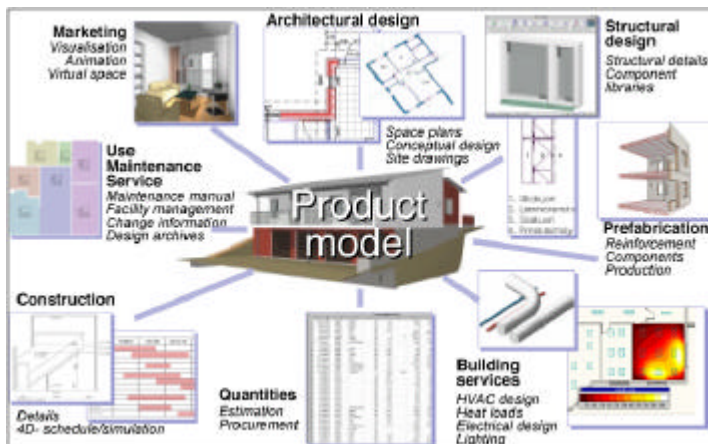 Marketing
Visualisation
Animation
Virtual space
Architectural design
Space plans
Conceptual design
Site drawings
Structural
design
Structural details
Component
libraries
Use
Maintenance
Service
Maintenance manual
Facility management
Change information
Design archives
Product
model
Prefabrication
Reinforcement
Components
Production
Construction
Details
4D- schedule/simulation
Quantities
Estimation
Procurement
Building
services
HVAC design
Heat loads
Electrical design
Lighting